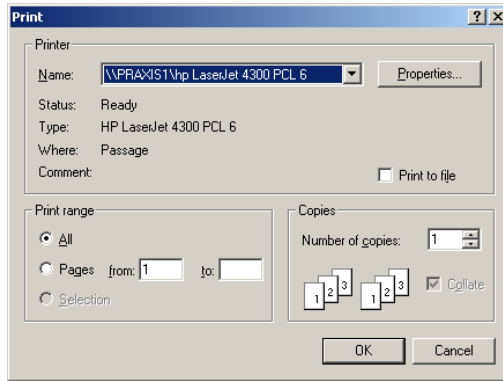 Print
Printer
Name: \\PRAXIS1\hp LaserJet 4300 PCL 6 Properties...
Status: Ready
Type: HP LaserJet 4300 PCL 6
Where: Passage
Comment: Print to file
Print range
All
Pages from: 1 to:
Selection
Copies
Number of copies: 1
1 2 3 1 2 3 Collate
OK Cancel